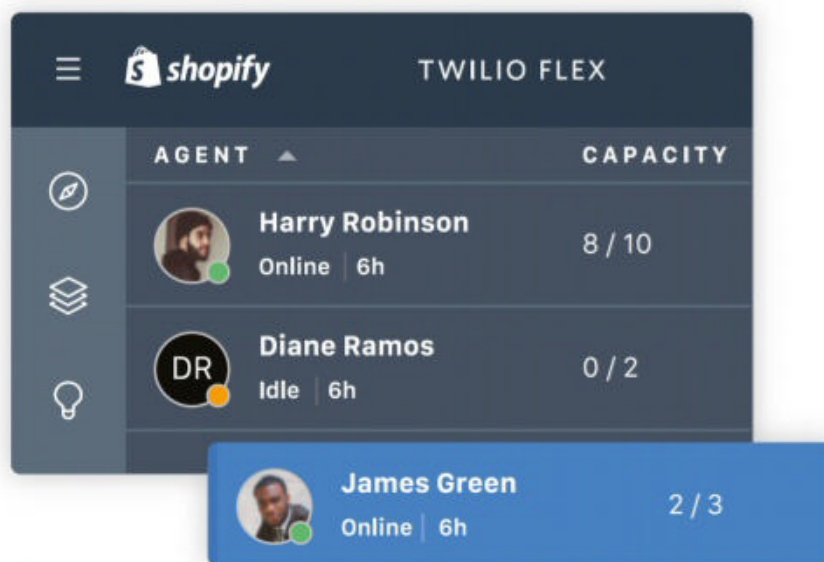 shopify
TWILIO FLEX
AGENT
CAPACITY
Harry Robinson
Online | 6h
8 / 10
DR
Diane Ramos
Idle | 6h
0 / 2
James Green
Online | 6h
2 / 3